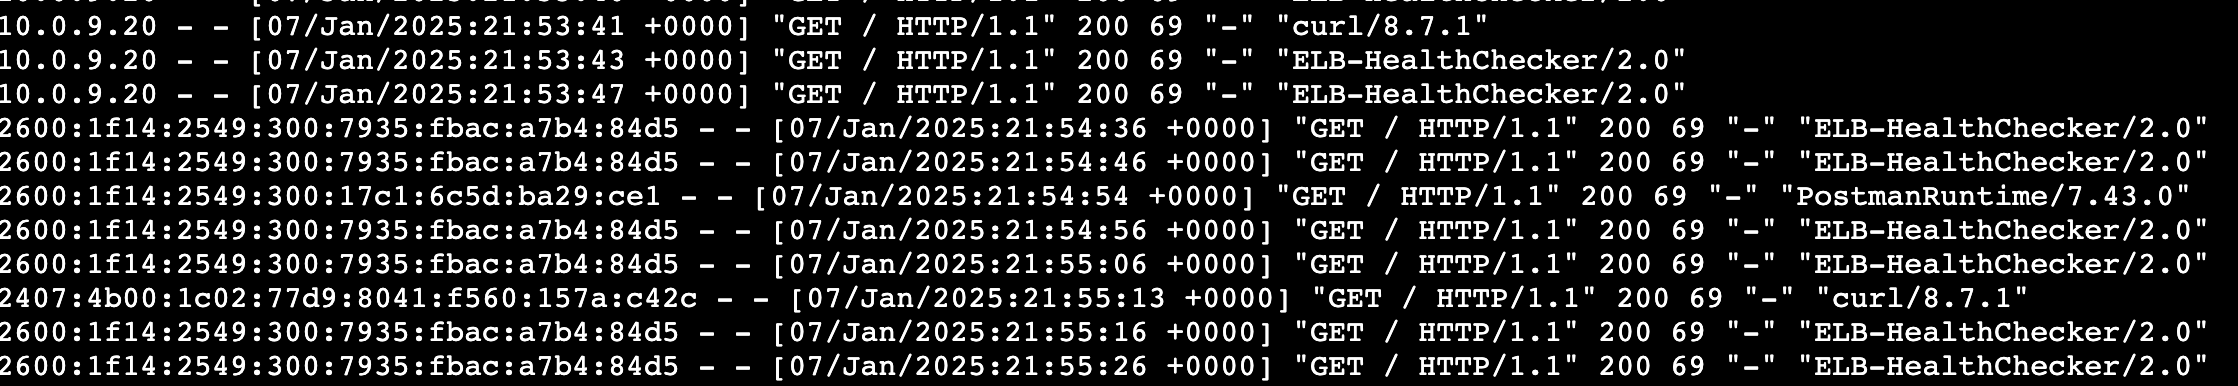 10.0.9.20 - - [07/Jan/2025:21:53:41 +0000] "GET / HTTP/1.1" 200 69 "-" "curl/8.7.1"
10.0.9.20 - - [07/Jan/2025:21:53:43 +0000] "GET / HTTP/1.1" 200 69 "-" "ELB-HealthChecker/2.0"
10.0.9.20 - - [07/Jan/2025:21:53:47 +0000] "GET / HTTP/1.1" 200 69 "-" "ELB-HealthChecker/2.0"
2600:1f14:2549:300:7935:fbac:a7b4:84d5 - - [07/Jan/2025:21:54:36 +0000] "GET / HTTP/1.1" 200 69 "-" "ELB-HealthChecker/2.0"
2600:1f14:2549:300:7935:fbac:a7b4:84d5 - - [07/Jan/2025:21:54:46 +0000] "GET / HTTP/1.1" 200 69 "-" "ELB-HealthChecker/2.0"
2600:1f14:2549:300:17c1:6c5d:ba29:ce1 - - [07/Jan/2025:21:54:54 +0000] "GET / HTTP/1.1" 200 69 "-" "PostmanRuntime/7.43.0"
2600:1f14:2549:300:7935:fbac:a7b4:84d5 - - [07/Jan/2025:21:54:56 +0000] "GET / HTTP/1.1" 200 69 "-" "ELB-HealthChecker/2.0"
2600:1f14:2549:300:7935:fbac:a7b4:84d5 - - [07/Jan/2025:21:55:06 +0000] "GET / HTTP/1.1" 200 69 "-" "ELB-HealthChecker/2.0"
2407:4b00:1c02:77d9:8041:f560:157a:c42c - - [07/Jan/2025:21:55:13 +0000] "GET / HTTP/1.1" 200 69 "-" "curl/8.7.1"
2600:1f14:2549:300:7935:fbac:a7b4:84d5 - - [07/Jan/2025:21:55:16 +0000] "GET / HTTP/1.1" 200 69 "-" "ELB-HealthChecker/2.0"
2600:1f14:2549:300:7935:fbac:a7b4:84d5 - - [07/Jan/2025:21:55:26 +0000] "GET / HTTP/1.1" 200 69 "-" "ELB-HealthChecker/2.0"